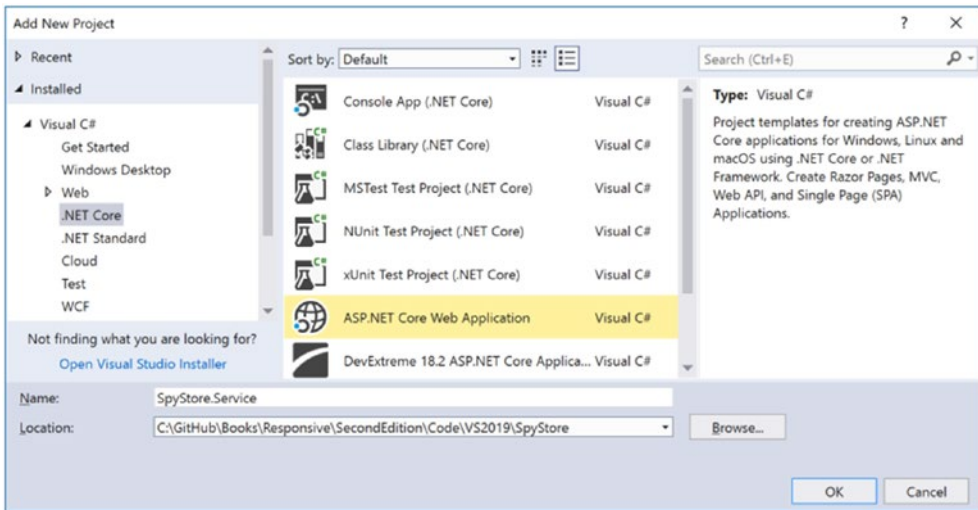 Add New Project
? ×
Recent
Installed
Visual C#
Get Started
Windows Desktop
Web
.NET Core
.NET Standard
Cloud
Test
WCF
Not finding what you are looking for?
Open Visual Studio Installer
Sort by: Default
Console App (.NET Core) Visual C#
Class Library (.NET Core) Visual C#
MSTest Test Project (.NET Core) Visual C#
NUnit Test Project (.NET Core) Visual C#
xUnit Test Project (.NET Core) Visual C#
ASP.NET Core Web Application Visual C#
DevExtreme 18.2 ASP.NET Core Applica... Visual C#
Search (Ctrl+E)
Type: Visual C#
Project templates for creating ASP.NET
Core applications for Windows, Linux and
macOS using .NET Core or .NET
Framework. Create Razor Pages, MVC,
Web API, and Single Page (SPA)
Applications.
Name: SpyStore.Service
Location: C:\GitHub\Books\Responsive\SecondEdition\Code\VS2019\SpyStore
Browse...
OK Cancel